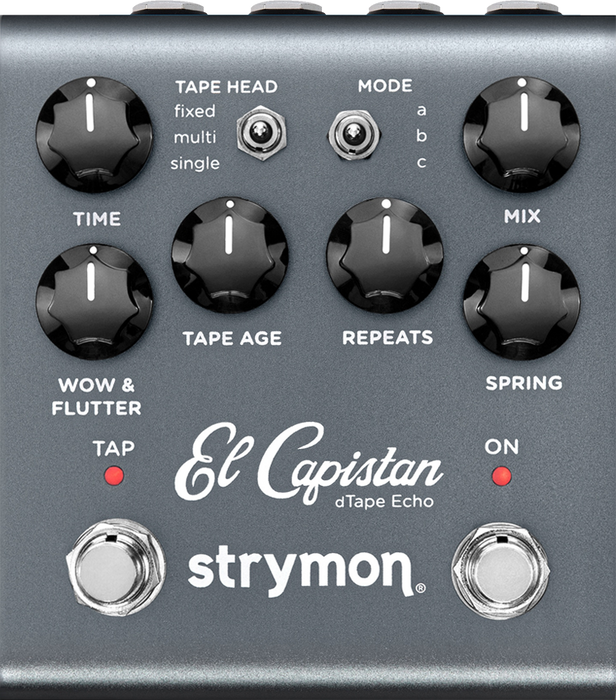 TAPE HEAD
fixed
multi
single
MODE
a
b
c
TIME
MIX
TAPE AGE
REPEATS
WOW &
FLUTTER
SPRING
TAP
ON
El Capistan
dTape Echo
strymon®